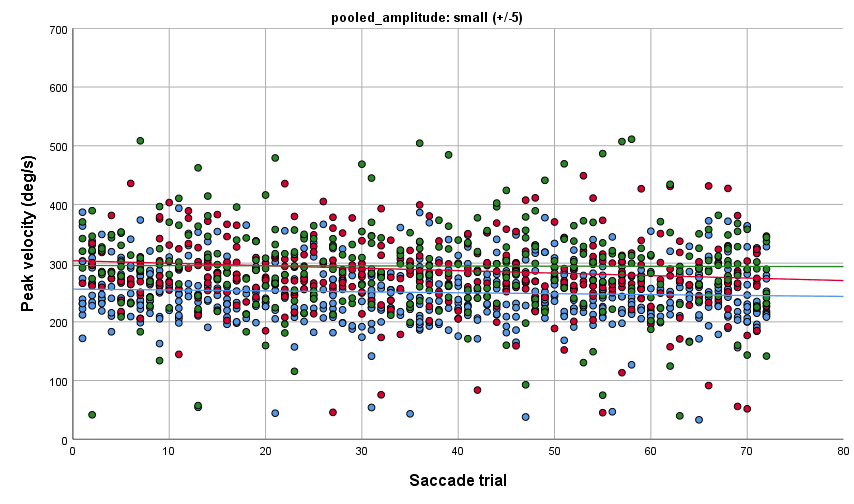 pooled_amplitude: small (+/-5)
700
600
500
400
300
200
100
0
Peak velocity (deg/s)
0 10 20 30 40 50 60 70 80
Saccade trial